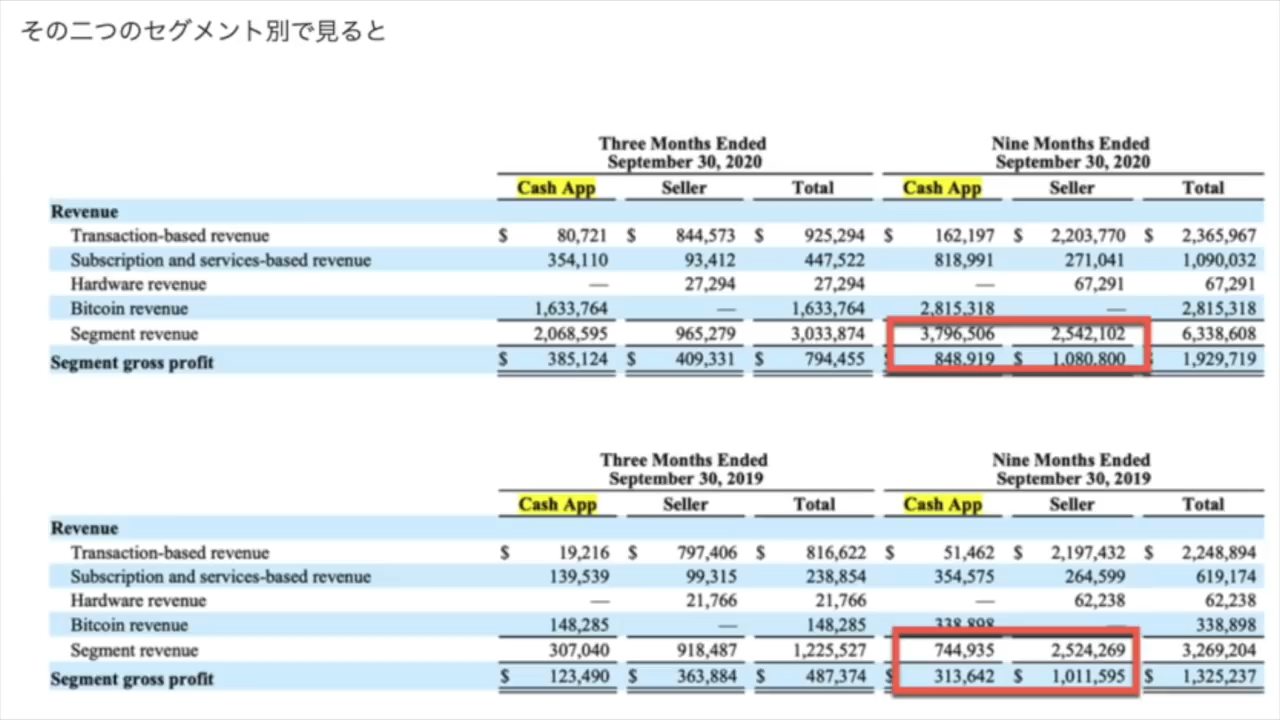 その二つのセグメント別で見ると
Three Months Ended Nine Months Ended
September 30, 2020 September 30, 2020
Cash App Seller Total Cash App Seller Total
Revenue
Transaction-based revenue $ 80,721 $ 844,573 $ 925,294 $ 162,197 $ 2,203,770 $ 2,365,967
Subscription and services-based revenue 354,110 93,412 447,522 818,991 271,041 1,090,032
Hardware revenue — 27,294 27,294 — 67,291 67,291
Bitcoin revenue 1,633,764 — 1,633,764 2,815,318 — 2,815,318
Segment revenue 2,068,595 965,279 3,033,874 3,796,506 2,542,102 6,338,608
Segment gross profit $ 385,124 $ 409,331 $ 794,455 $ 848,919 $ 1,080,800 $ 1,929,719
Three Months Ended Nine Months Ended
September 30, 2019 September 30, 2019
Cash App Seller Total Cash App Seller Total
Revenue
Transaction-based revenue $ 19,216 $ 797,406 $ 816,622 $ 51,462 $ 2,197,432 $ 2,248,894
Subscription and services-based revenue 139,539 99,315 238,854 354,575 264,599 619,174
Hardware revenue — 21,766 21,766 — 62,238 62,238
Bitcoin revenue 148,285 — 148,285 338,898 — 338,898
Segment revenue 307,040 918,487 1,225,527 744,935 2,524,269 3,269,204
Segment gross profit $ 123,490 $ 363,884 $ 487,374 $ 313,642 $ 1,011,595 $ 1,325,237